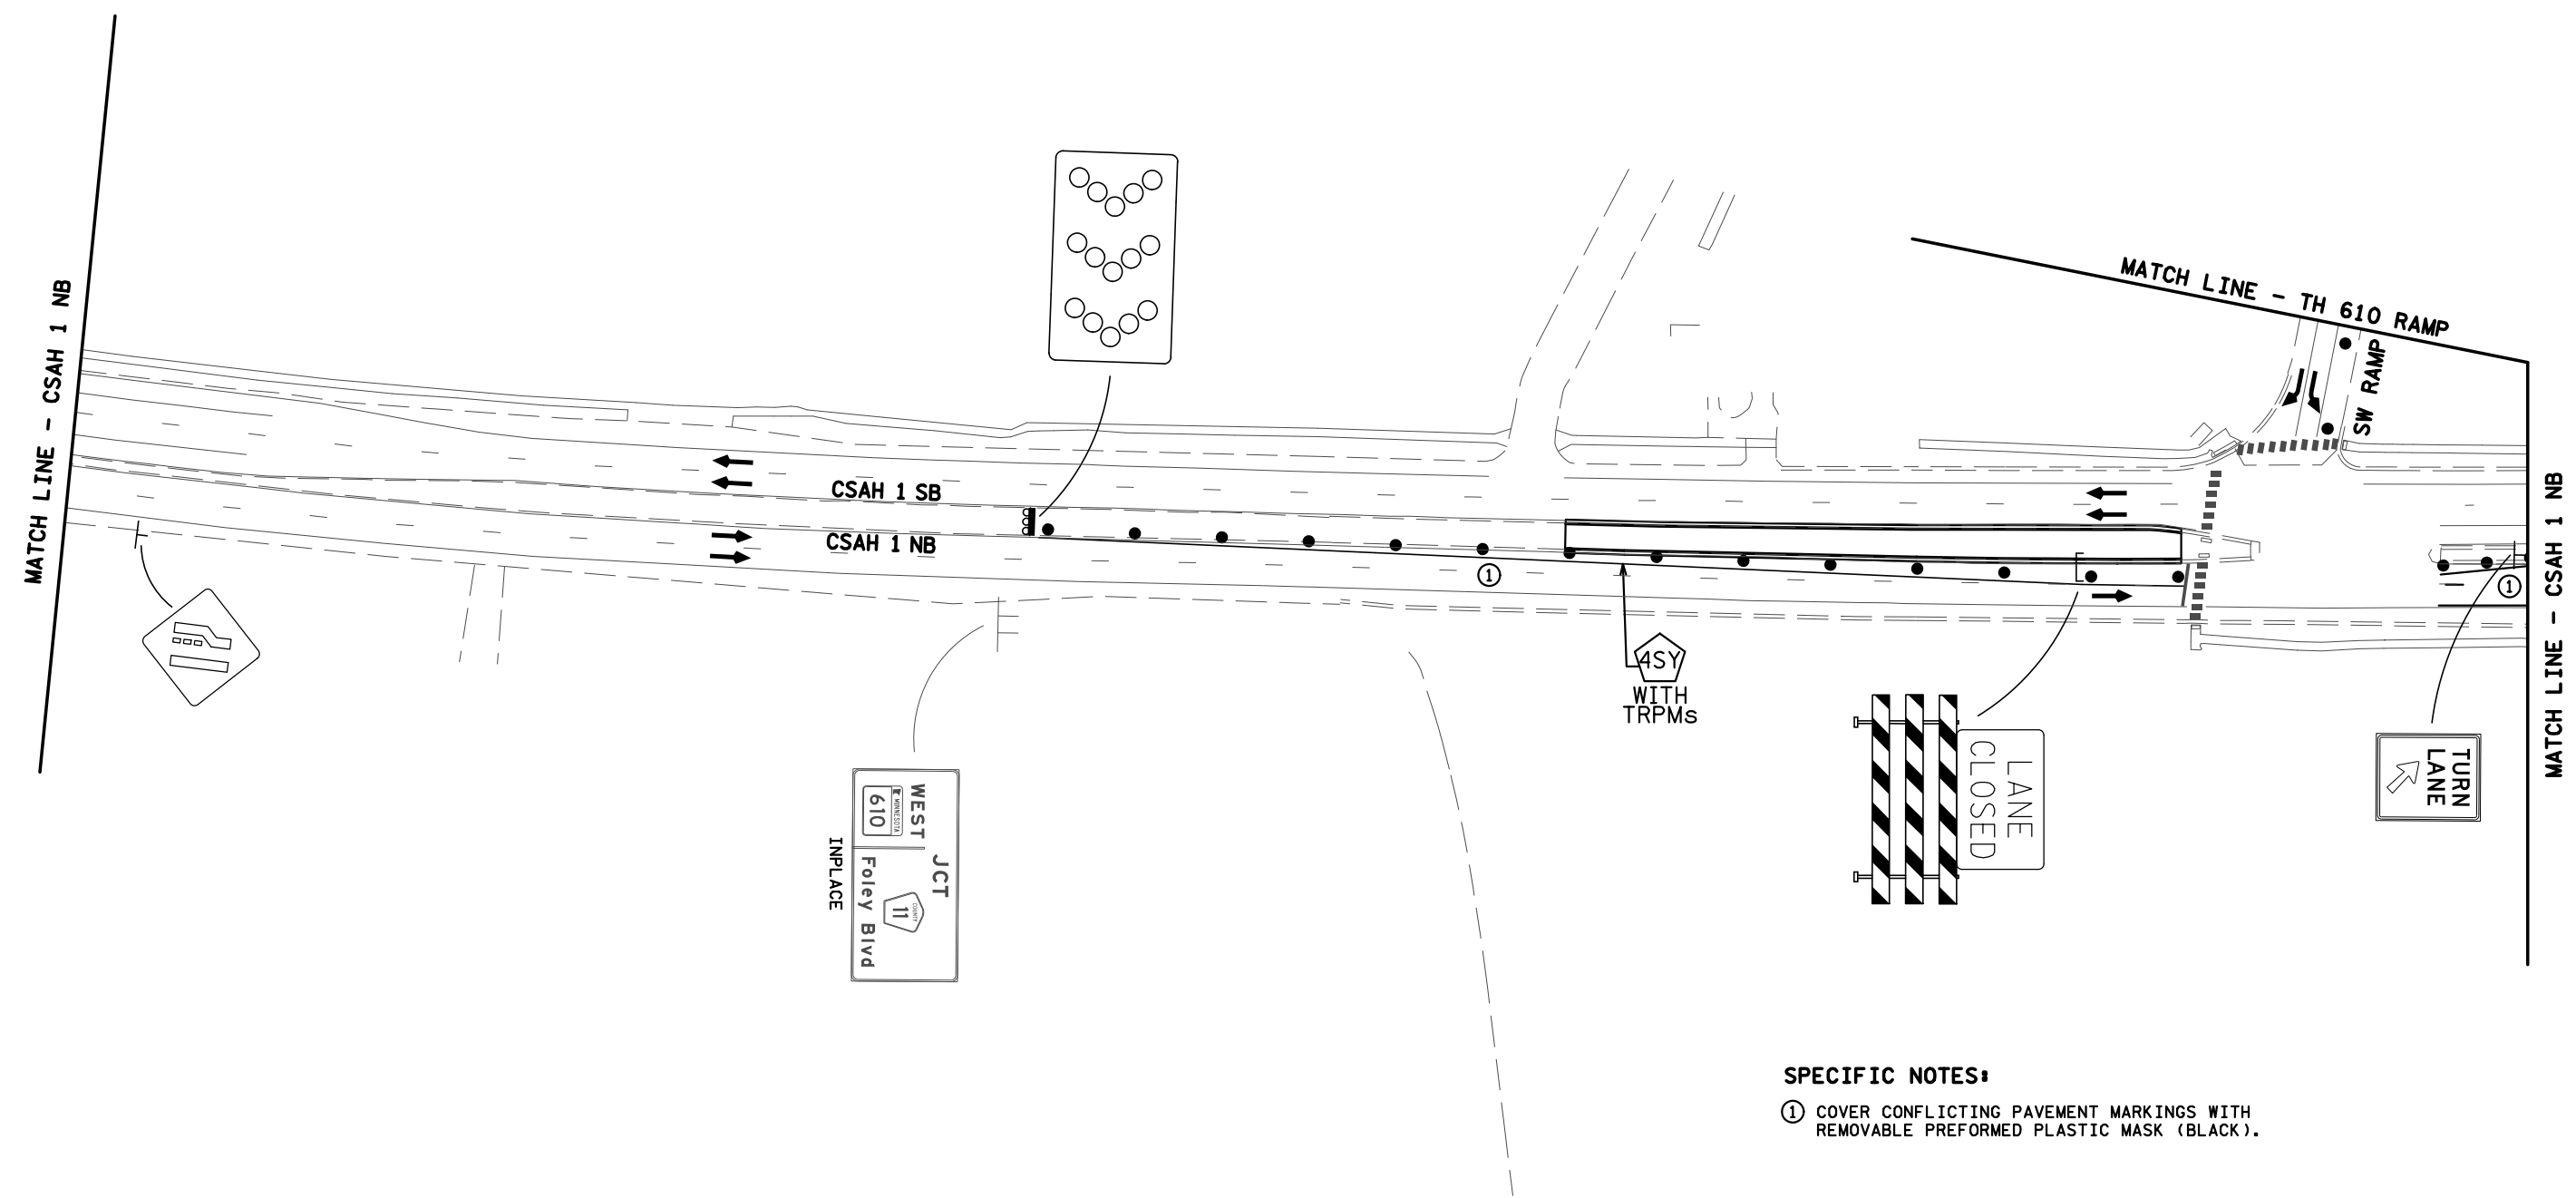 MATCH LINE - CSAH 1 NB
CSAH 1 SB
CSAH 1 NB
MATCH LINE - TH 610 RAMP
SW RAMP
MATCH LINE - CSAH 1 NB
1
1
4SY
WITH
TRPMs
JCT
WEST
MINNESOTA
610
COUNTY
11
Foley Blvd
INPLACE
LANE
CLOSED
TURN
LANE
SPECIFIC NOTES:
1 COVER CONFLICTING PAVEMENT MARKINGS WITH
REMOVABLE PREFORMED PLASTIC MASK (BLACK).